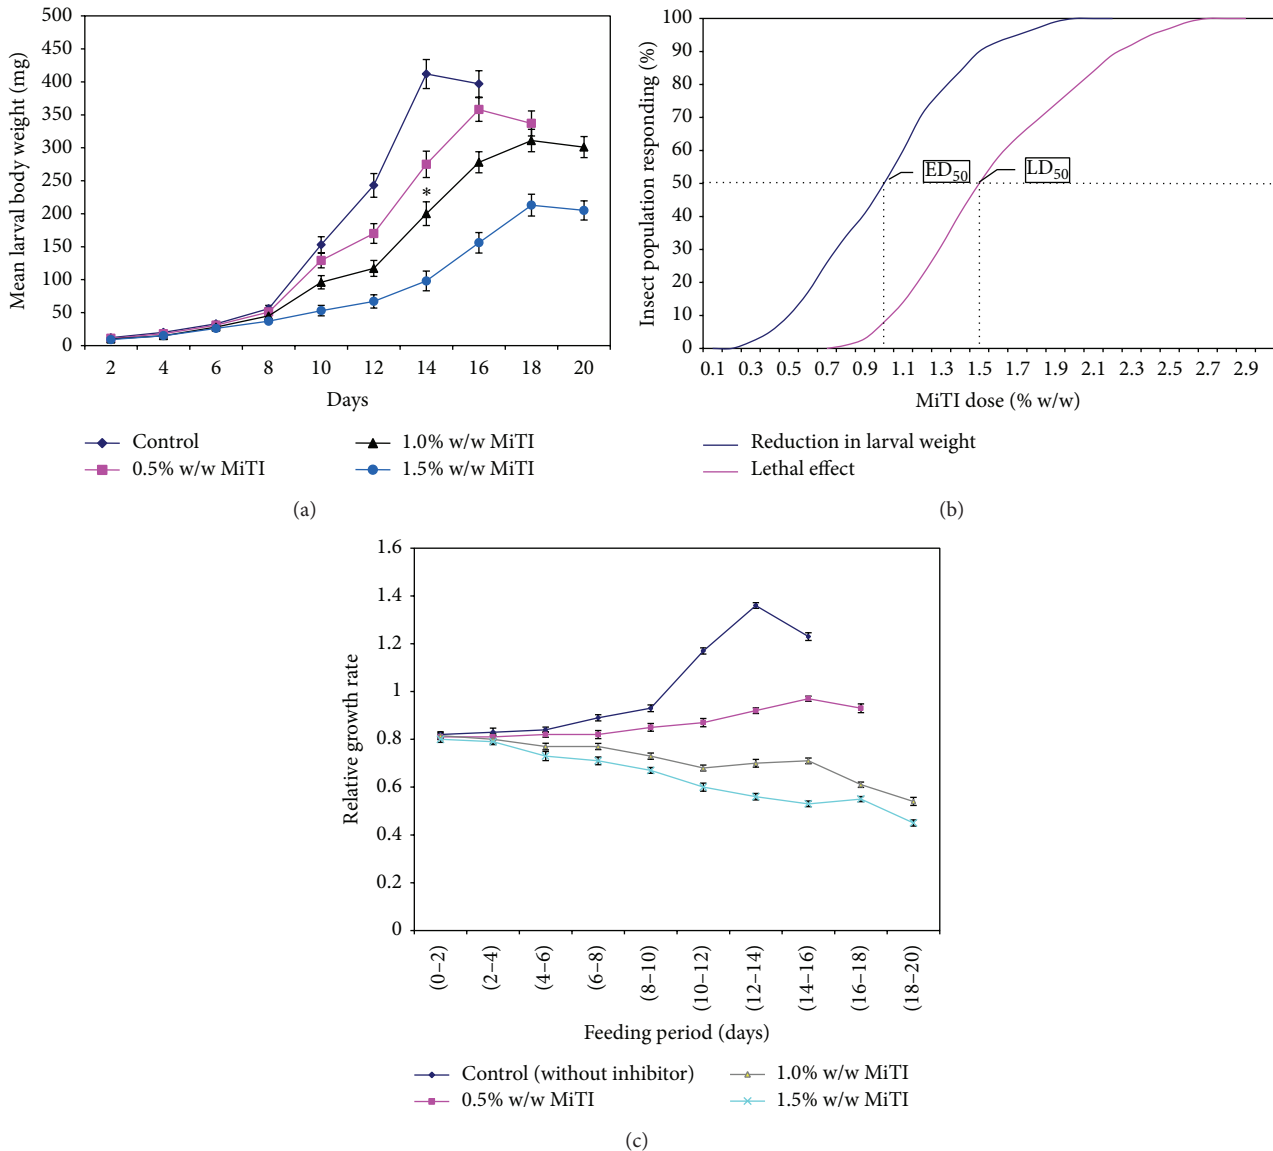 Mean larval body weight (mg)
500
450
400
350
300
250
200
150
100
50
0
*
2 4 6 8 10 12 14 16 18 20
Days
Control
0.5% w/w MiTI
1.0% w/w MiTI
1.5% w/w MiTI
(a)
Insect population responding (%)
100
90
80
70
60
50
40
30
20
10
0
ED50
LD50
0.1 0.3 0.5 0.7 0.9 1.1 1.3 1.5 1.7 1.9 2.1 2.3 2.5 2.7 2.9
MiTI dose (% w/w)
Reduction in larval weight
Lethal effect
(b)
Relative growth rate
1.6
1.4
1.2
1
0.8
0.6
0.4
0.2
0
(0–2)
(2–4)
(4–6)
(6–8)
(8–10)
(10–12)
(12–14)
(14–16)
(16–18)
(18–20)
Feeding period (days)
Control (without inhibitor)
0.5% w/w MiTI
1.0% w/w MiTI
1.5% w/w MiTI
(c)